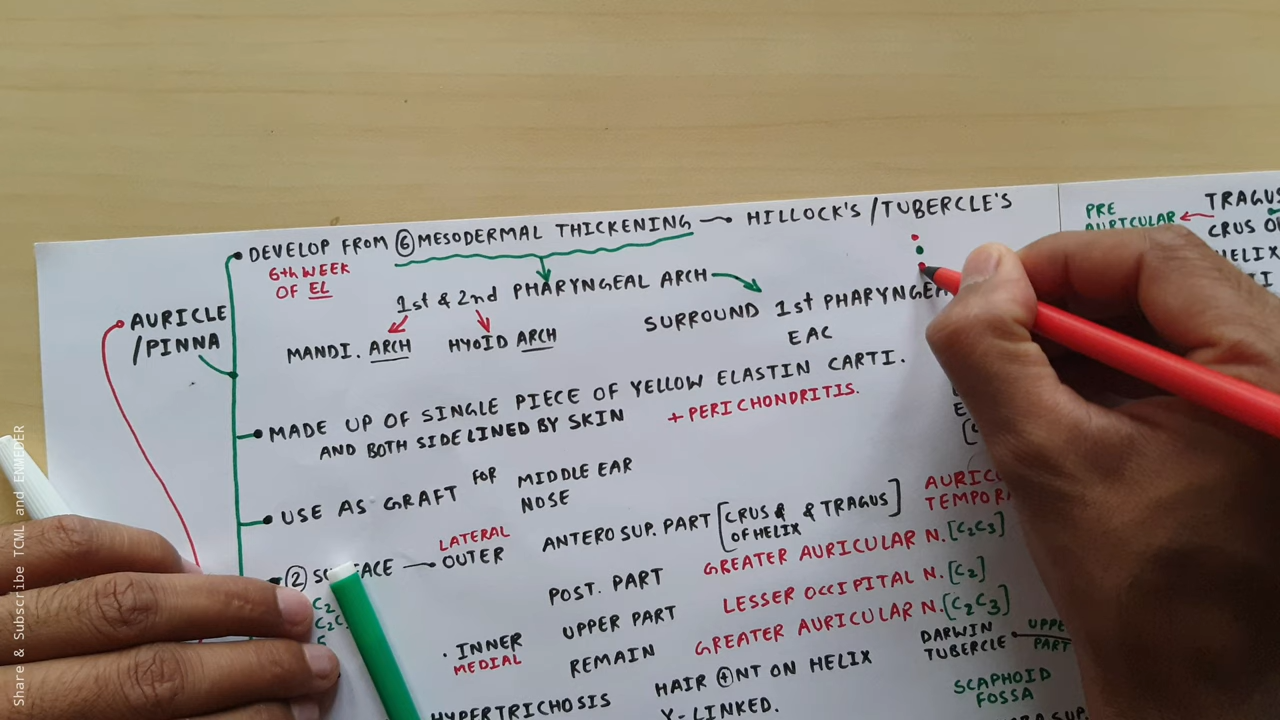 DEVELOP FROM ⑥ MESODERMAL THICKENING → HILLOCK'S / TUBERCLE'S
6th WEEK
OF EL
1st & 2nd PHARYNGEAL ARCH
MANDI. ARCH HYOID ARCH
SURROUND 1st
EAC
AURICLE
/PINNA
MADE UP OF SINGLE PIECE OF YELLOW ELASTIN CARTI.
AND BOTH SIDE LINED BY SKIN + PERICHONDRITIS.
USE AS GRAFT FOR MIDDLE EAR
NOSE
② LATERAL
OUTER ANTERO SUP. PART [CRUS & & TRAGUS]
OF HELIX
POST. PART GREATER AURICULAR N. [C2C3]
• INNER UPPER PART LESSER OCCIPITAL N. [C2]
MEDIAL REMAIN GREATER AURICULAR N. [C2C3]
HYPERTRICHOSIS HAIR ⊕NT ON HELIX
Y-LINKED.
DARWIN
TUBERCLE
PART
SCAPHOID
FOSSA
C2
PRE
AURICULAR ← 
Share & Subscribe TCML and ENMEDER